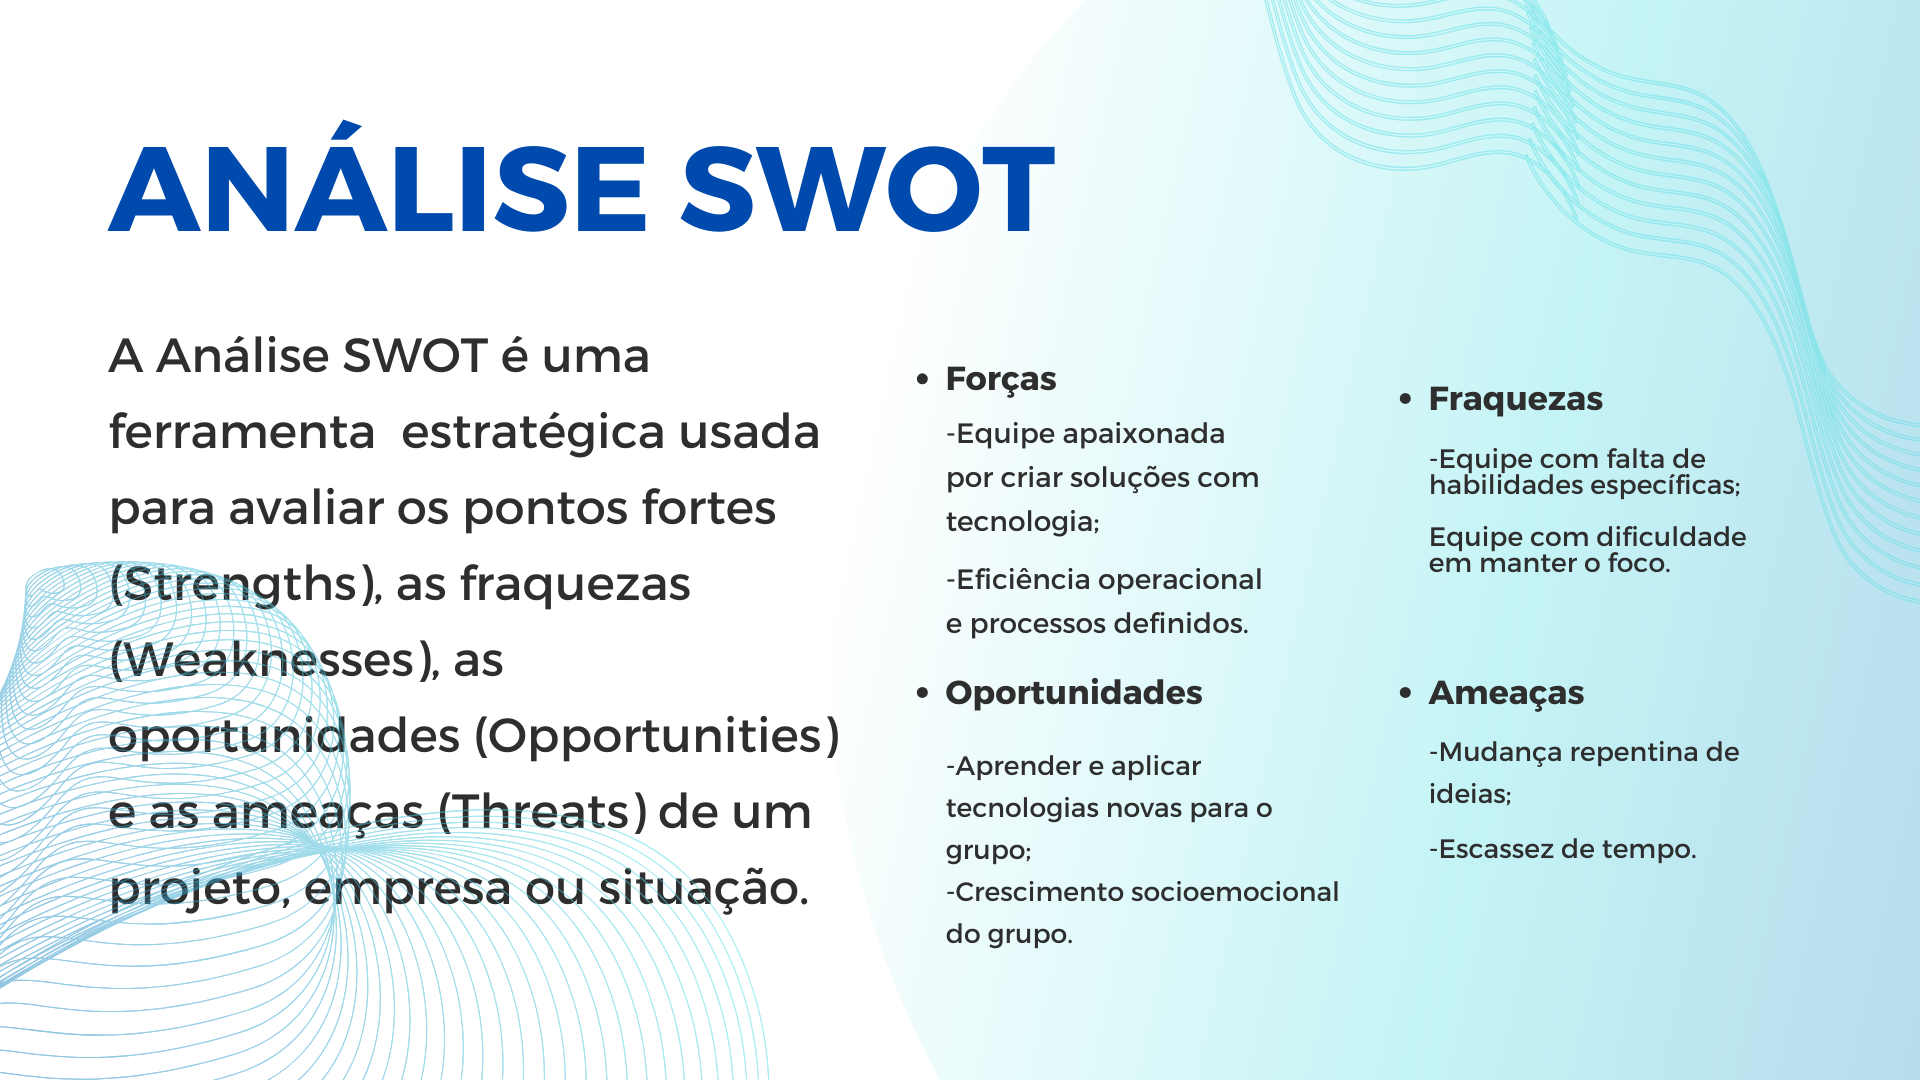 ANÁLISE SWOT
A Análise SWOT é uma
ferramenta  estratégica usada
para avaliar os pontos fortes
(Strengths), as fraquezas
(Weaknesses), as
oportunidades (Opportunities)
e as ameaças (Threats) de um
projeto, empresa ou situação.
• Forças
-Equipe apaixonada
por criar soluções com
tecnologia;
-Eficiência operacional
e processos definidos.
• Fraquezas
-Equipe com falta de
habilidades específicas;
Equipe com dificuldade
em manter o foco.
• Oportunidades
-Aprender e aplicar
tecnologias novas para o
grupo;
-Crescimento socioemocional
do grupo.
• Ameaças
-Mudança repentina de
ideias;
-Escassez de tempo.